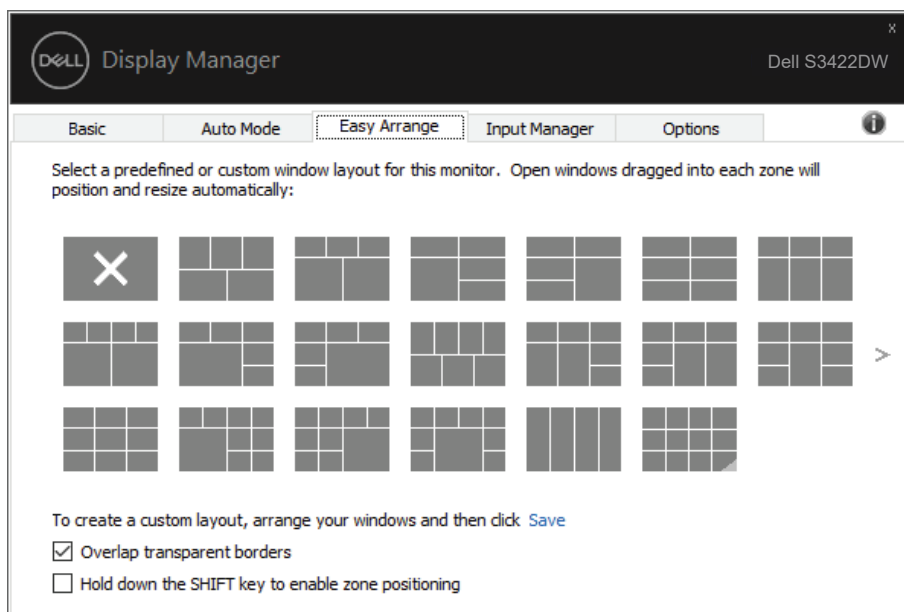 x
DELL Display Manager
Dell S3422DW
Basic Auto Mode Easy Arrange Input Manager Options
Select a predefined or custom window layout for this monitor. Open windows dragged into each zone will
position and resize automatically:
>
To create a custom layout, arrange your windows and then click Save
Overlap transparent borders
Hold down the SHIFT key to enable zone positioning